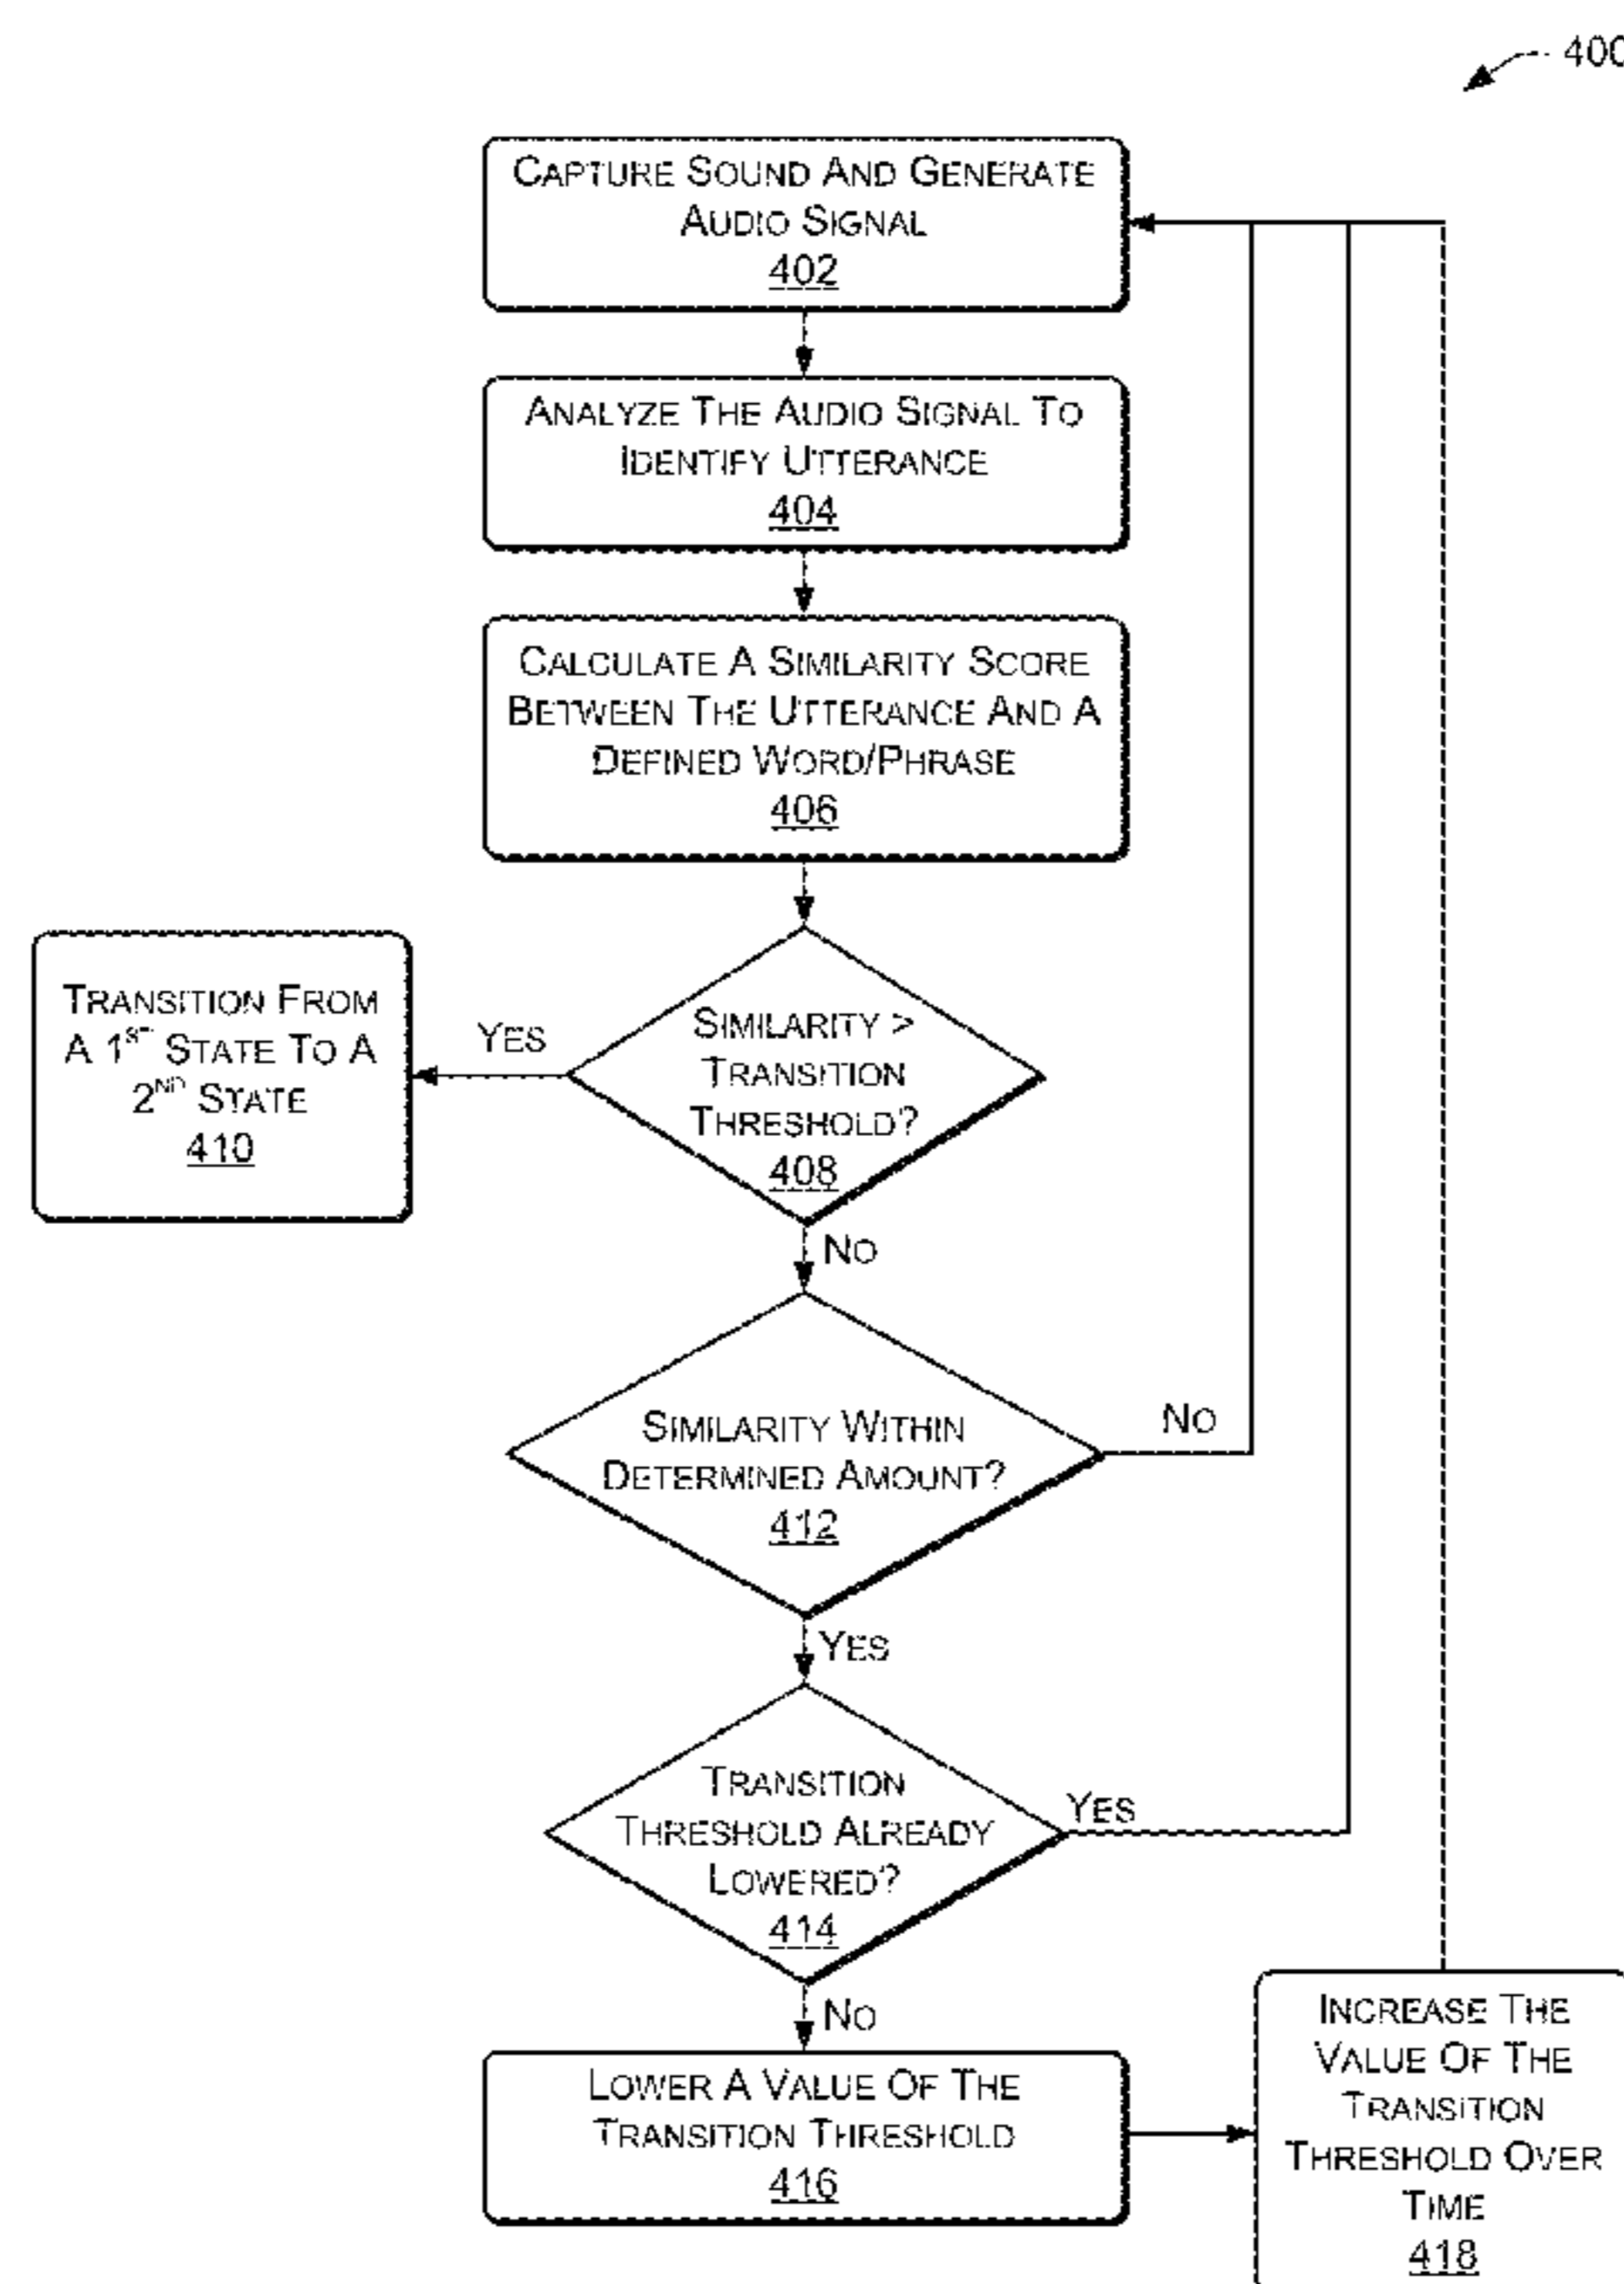 400
CAPTURE SOUND AND GENERATE
AUDIO SIGNAL
402
ANALYZE THE AUDIO SIGNAL TO
IDENTIFY UTTERANCE
404
CALCULATE A SIMILARITY SCORE
BETWEEN THE UTTERANCE AND A
DEFINED WORD/PHRASE
406
SIMILARITY >
TRANSITION
THRESHOLD?
408
YES
TRANSITION FROM
A 1ST STATE TO A
2ND STATE
410
NO
SIMILARITY WITHIN
DETERMINED AMOUNT?
412
NO
YES
TRANSITION
THRESHOLD ALREADY
LOWERED?
414
YES
NO
LOWER A VALUE OF THE
TRANSITION THRESHOLD
416
INCREASE THE
VALUE OF THE
TRANSITION
THRESHOLD OVER
TIME
418